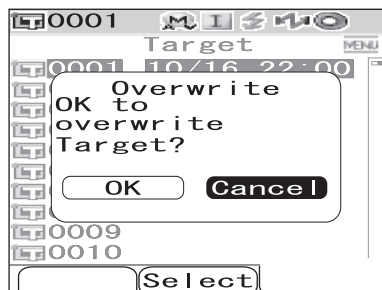 0001 M I
Target MENU
0001 10/16 22:00
Overwrite
OK to
overwrite
Target?
OK Cancel
0009
0010
Select